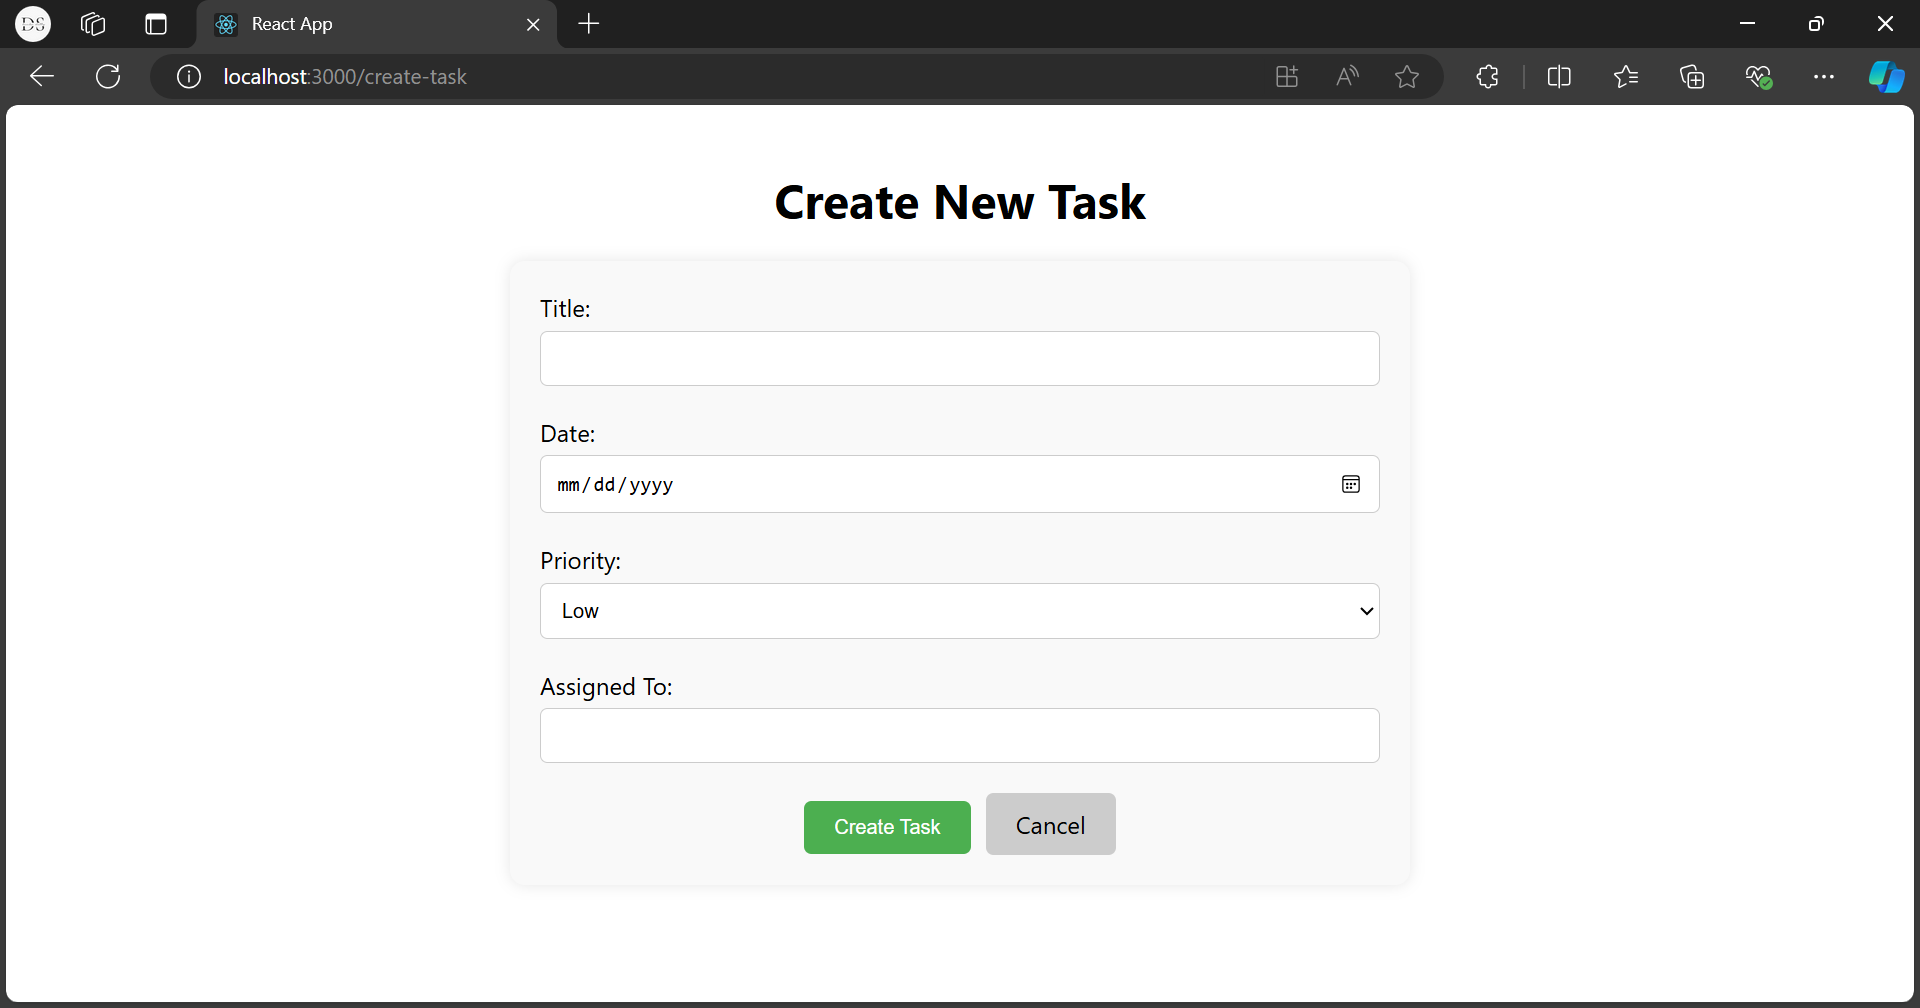 DS
React App
localhost:3000/create-task
Create New Task
Title:
Date:
mm/dd/yyyy
Priority:
Low
Assigned To:
Create Task
Cancel